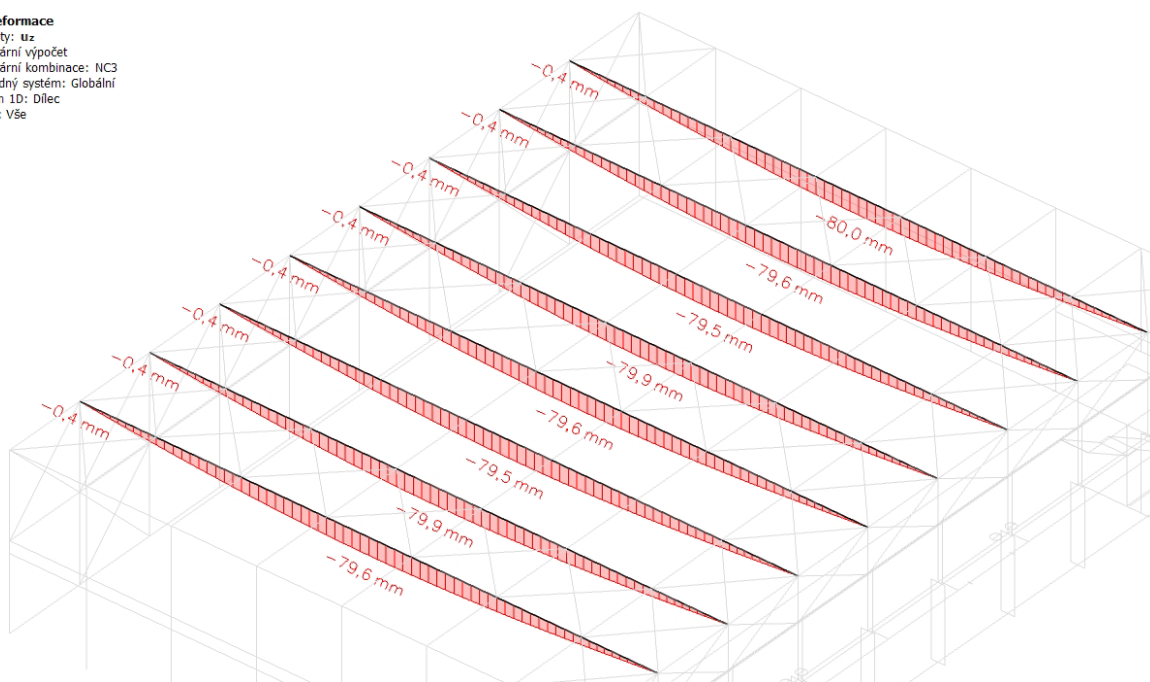 eformace
ty: uz
ární výpočet
ární kombinace: NC3
dný systém: Globální
n 1D: Dílec
: Vše
-0,4 mm
-0,4 mm
-0,4 mm
-80,0 mm
-0,4 mm
-79,6 mm
-0,4 mm
-79,5 mm
-0,4 mm
-79,9 mm
-0,4 mm
-79,6 mm
-0,4 mm
-79,5 mm
-79,9 mm
-79,6 mm